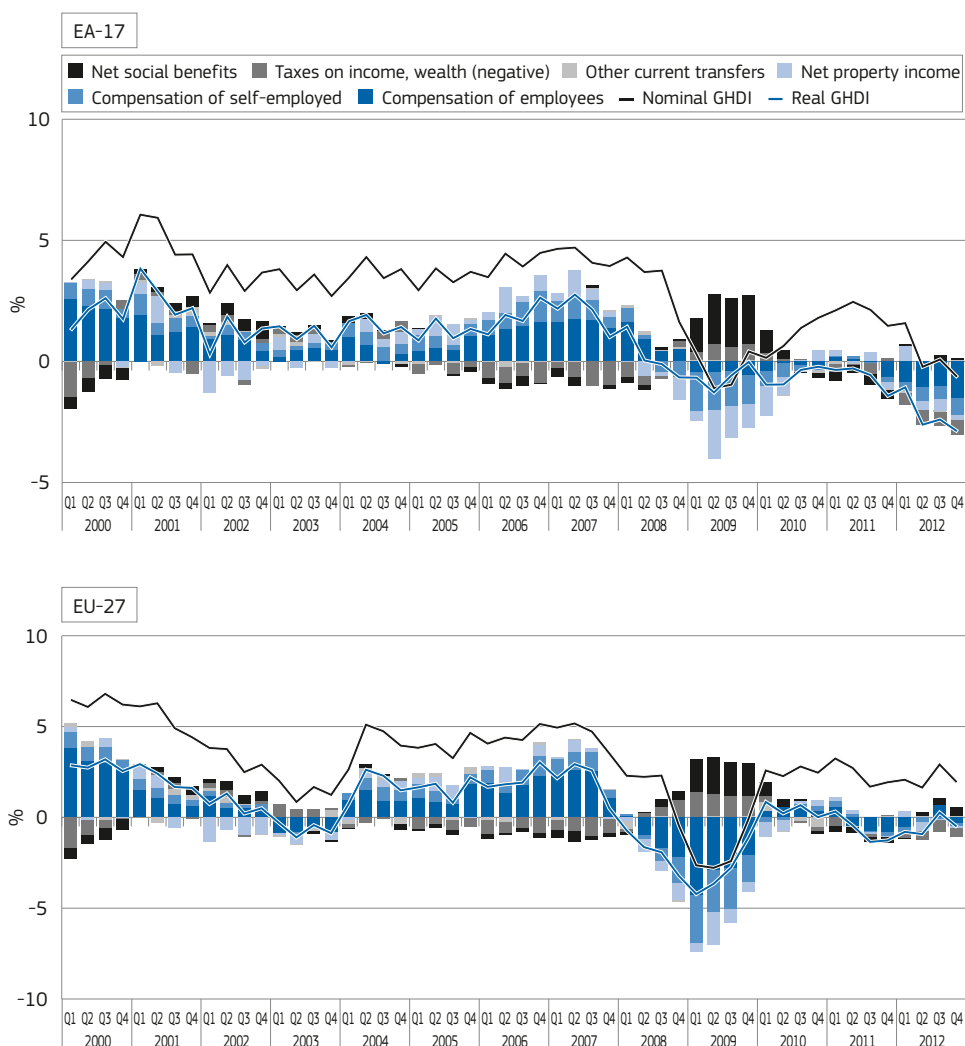 EA-17
Net social benefits Taxes on income, wealth (negative) Other current transfers Net property income
Compensation of self-employed Compensation of employees Nominal GHDI Real GHDI
10
5
%
0
-5
Q1 Q2 Q3 Q4 Q1 Q2 Q3 Q4 Q1 Q2 Q3 Q4 Q1 Q2 Q3 Q4 Q1 Q2 Q3 Q4 Q1 Q2 Q3 Q4 Q1 Q2 Q3 Q4 Q1 Q2 Q3 Q4 Q1 Q2 Q3 Q4 Q1 Q2 Q3 Q4 Q1 Q2 Q3 Q4 Q1 Q2 Q3 Q4 Q1 Q2 Q3 Q4
2000 2001 2002 2003 2004 2005 2006 2007 2008 2009 2010 2011 2012
EU-27
10
5
%
0
-5
-10
Q1 Q2 Q3 Q4 Q1 Q2 Q3 Q4 Q1 Q2 Q3 Q4 Q1 Q2 Q3 Q4 Q1 Q2 Q3 Q4 Q1 Q2 Q3 Q4 Q1 Q2 Q3 Q4 Q1 Q2 Q3 Q4 Q1 Q2 Q3 Q4 Q1 Q2 Q3 Q4 Q1 Q2 Q3 Q4 Q1 Q2 Q3 Q4 Q1 Q2 Q3 Q4
2000 2001 2002 2003 2004 2005 2006 2007 2008 2009 2010 2011 2012